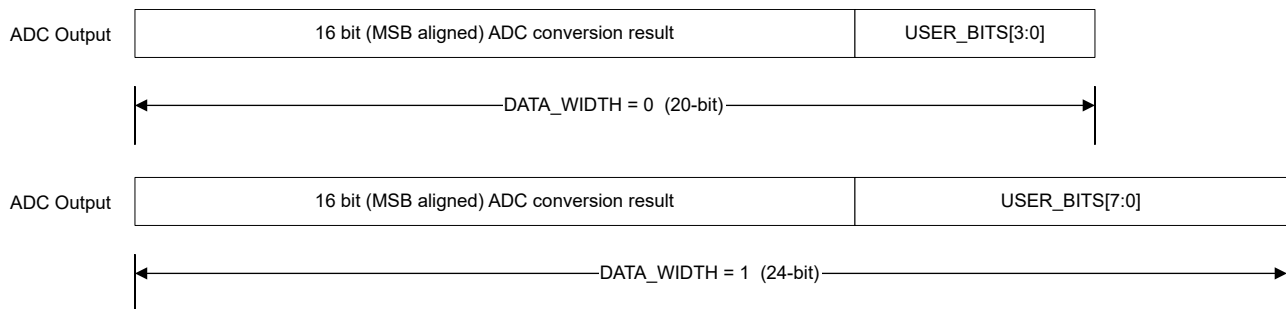 ADC Output
16 bit (MSB aligned) ADC conversion result
USER_BITS[3:0]
DATA_WIDTH = 0 (20-bit)
ADC Output
16 bit (MSB aligned) ADC conversion result
USER_BITS[7:0]
DATA_WIDTH = 1 (24-bit)